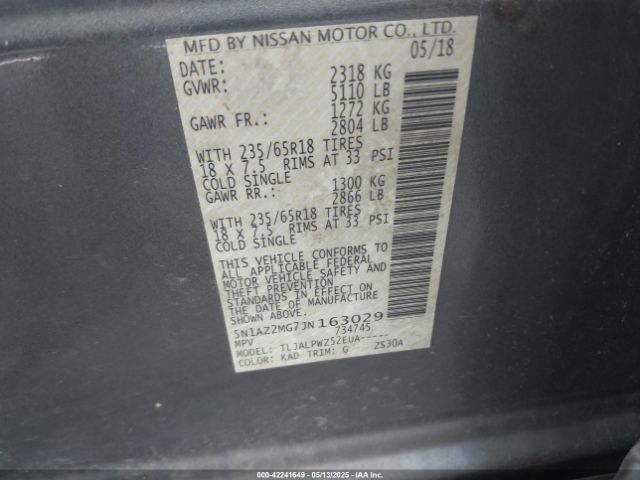 MFD BY NISSAN MOTOR CO., LTD.
DATE: 05/18
GVWR: 2318 KG
5110 LB
GAWR FR.: 1272 KG
2804 LB
WITH 235/65R18 TIRES
18 X 7.5 RIMS AT 33 PSI
COLD SINGLE
GAWR RR.: 1300 KG
2866 LB
WITH 235/65R18 TIRES
18 X 7.5 RIMS AT 33 PSI
COLD SINGLE
THIS VEHICLE CONFORMS TO
ALL APPLICABLE FEDERAL
MOTOR VEHICLE SAFETY AND
THEFT PREVENTION
STANDARDS IN EFFECT ON
THE DATE OF MANUFACTURE
SHOWN ABOVE.
5N1AZ2MG7JN163029
MPV 734745
MODEL: TLJALPWZ52EUA-----
COLOR: KAD TRIM: G ZS30A
000-42241649 - 05/13/2025 - IAAI